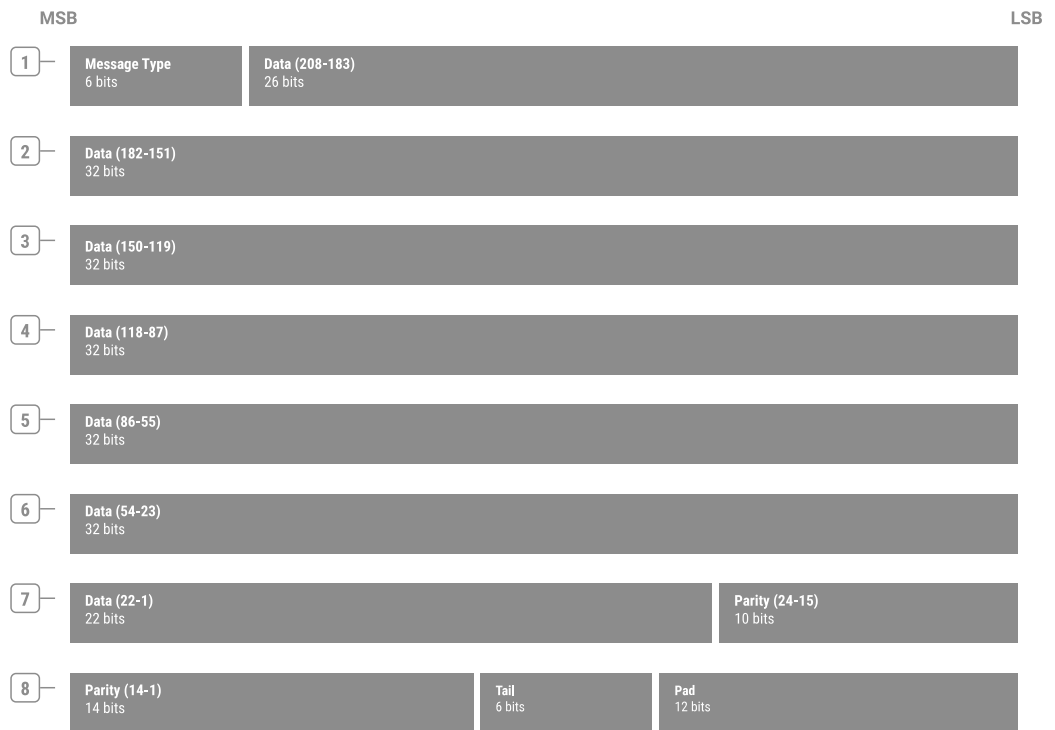 MSB
LSB
1
Message Type
6 bits
Data (208-183)
26 bits
2
Data (182-151)
32 bits
3
Data (150-119)
32 bits
4
Data (118-87)
32 bits
5
Data (86-55)
32 bits
6
Data (54-23)
32 bits
7
Data (22-1)
22 bits
Parity (24-15)
10 bits
8
Parity (14-1)
14 bits
Tail
6 bits
Pad
12 bits